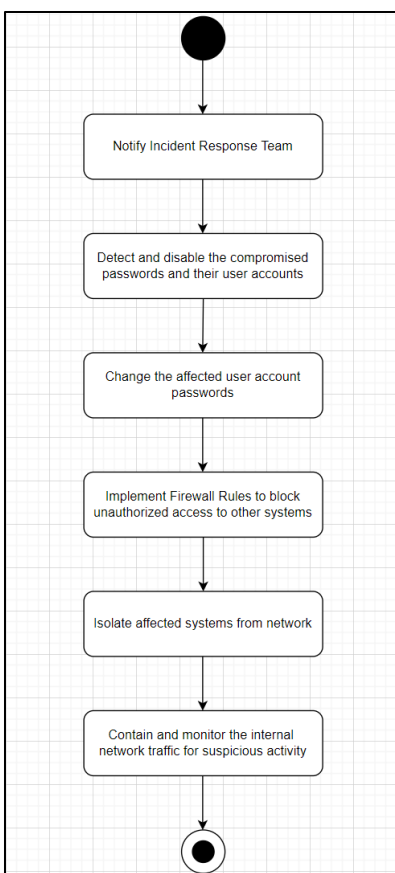 Notify Incident Response Team
Detect and disable the compromised
passwords and their user accounts
Change the affected user account
passwords
Implement Firewall Rules to block
unauthorized access to other systems
Isolate affected systems from network
Contain and monitor the internal
network traffic for suspicious activity